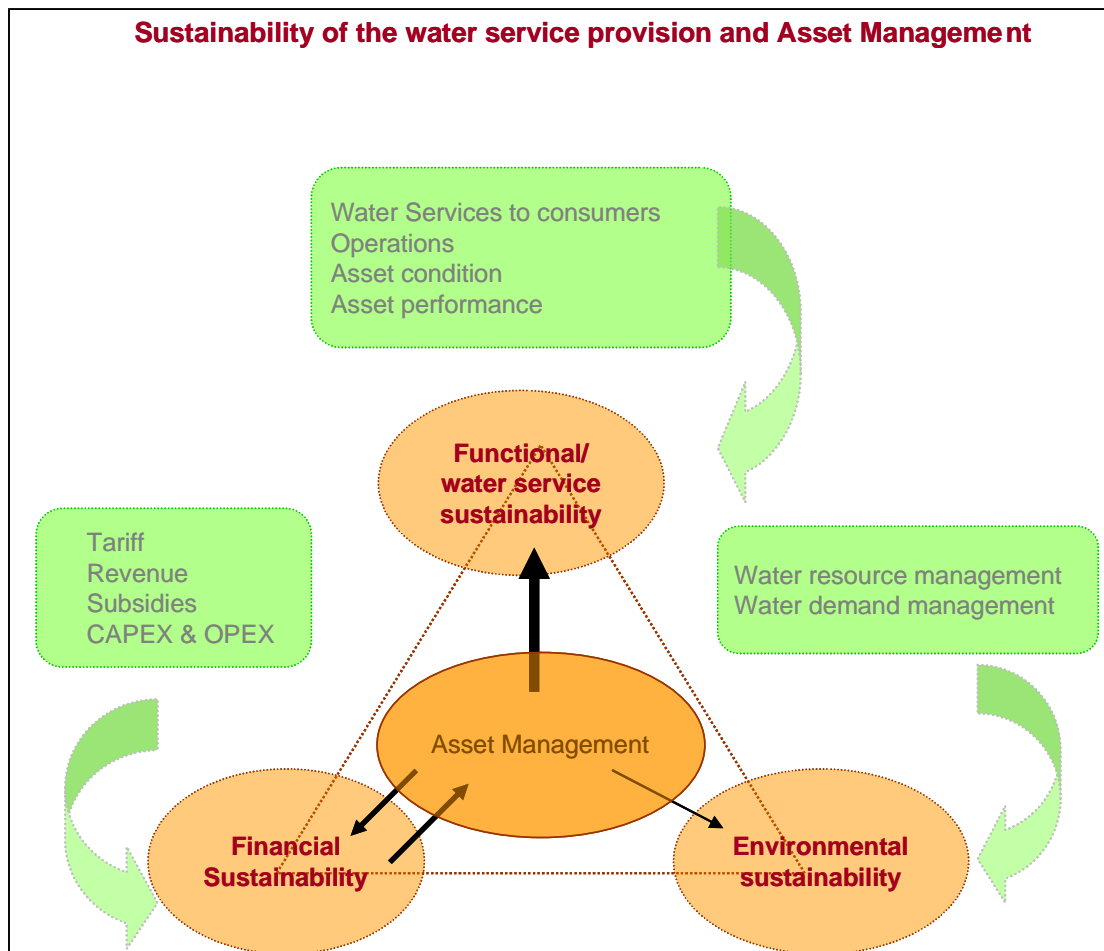 Sustainability of the water service provision and Asset Management
Water Services to consumers
Operations
Asset condition
Asset performance
Functional/
water service
sustainability
Tariff
Revenue
Subsidies
CAPEX & OPEX
Water resource management
Water demand management
Asset Management
Financial
Sustainability
Environmental
sustainability